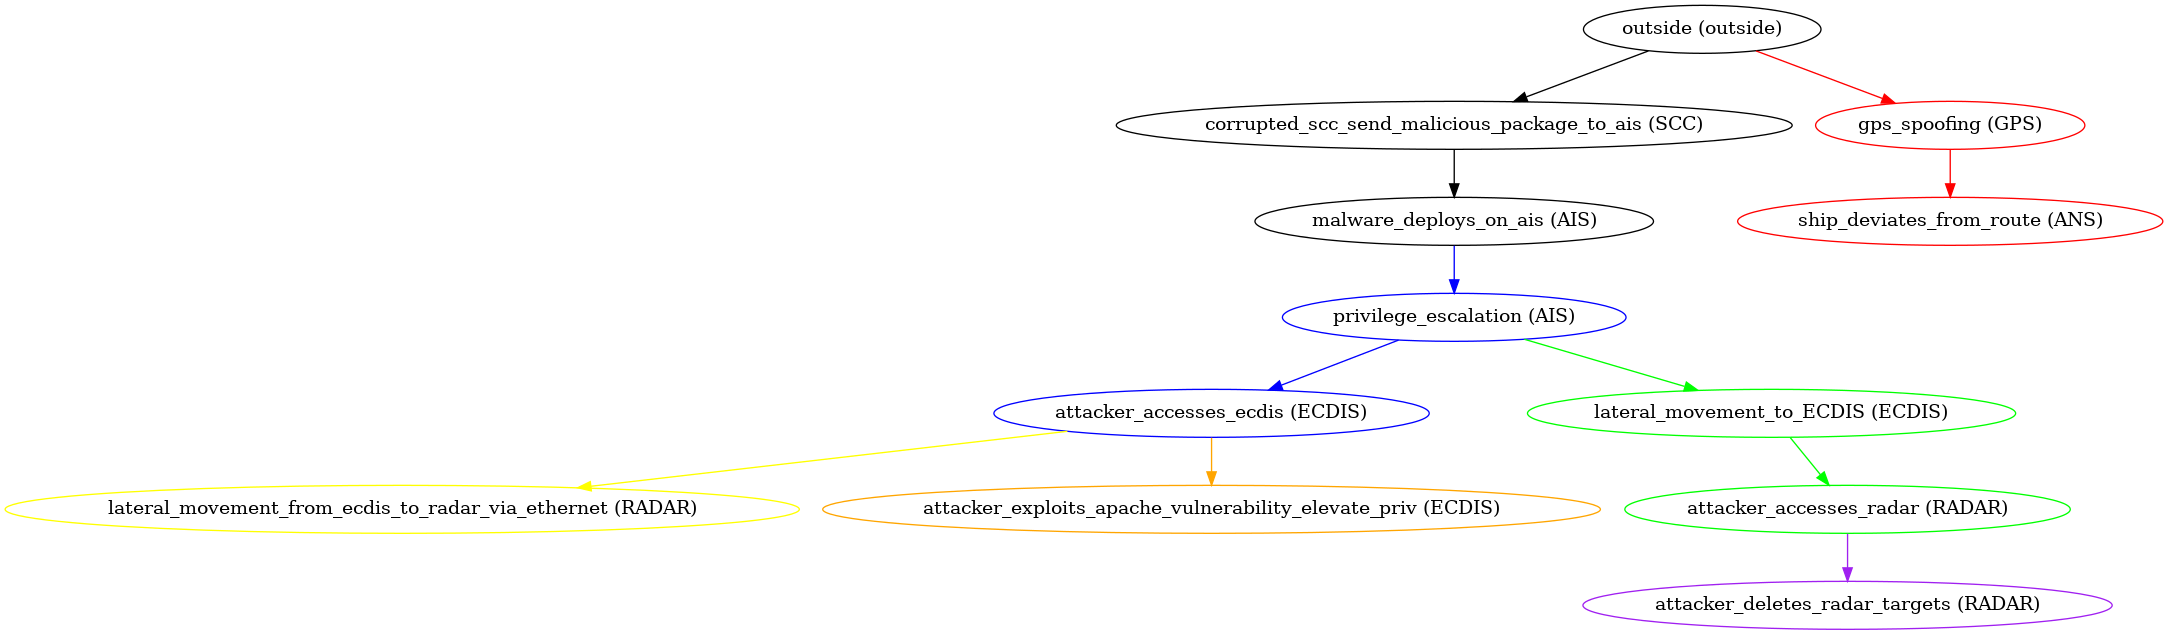 outside (outside)
corrupted_scc_send_malicious_package_to_ais (SCC)
gps_spoofing (GPS)
malware_deploys_on_ais (AIS)
ship_deviates_from_route (ANS)
privilege_escalation (AIS)
attacker_accesses_ecdis (ECDIS)
lateral_movement_to_ECDIS (ECDIS)
lateral_movement_from_ecdis_to_radar_via_ethernet (RADAR)
attacker_exploits_apache_vulnerability_elevate_priv (ECDIS)
attacker_accesses_radar (RADAR)
attacker_deletes_radar_targets (RADAR)